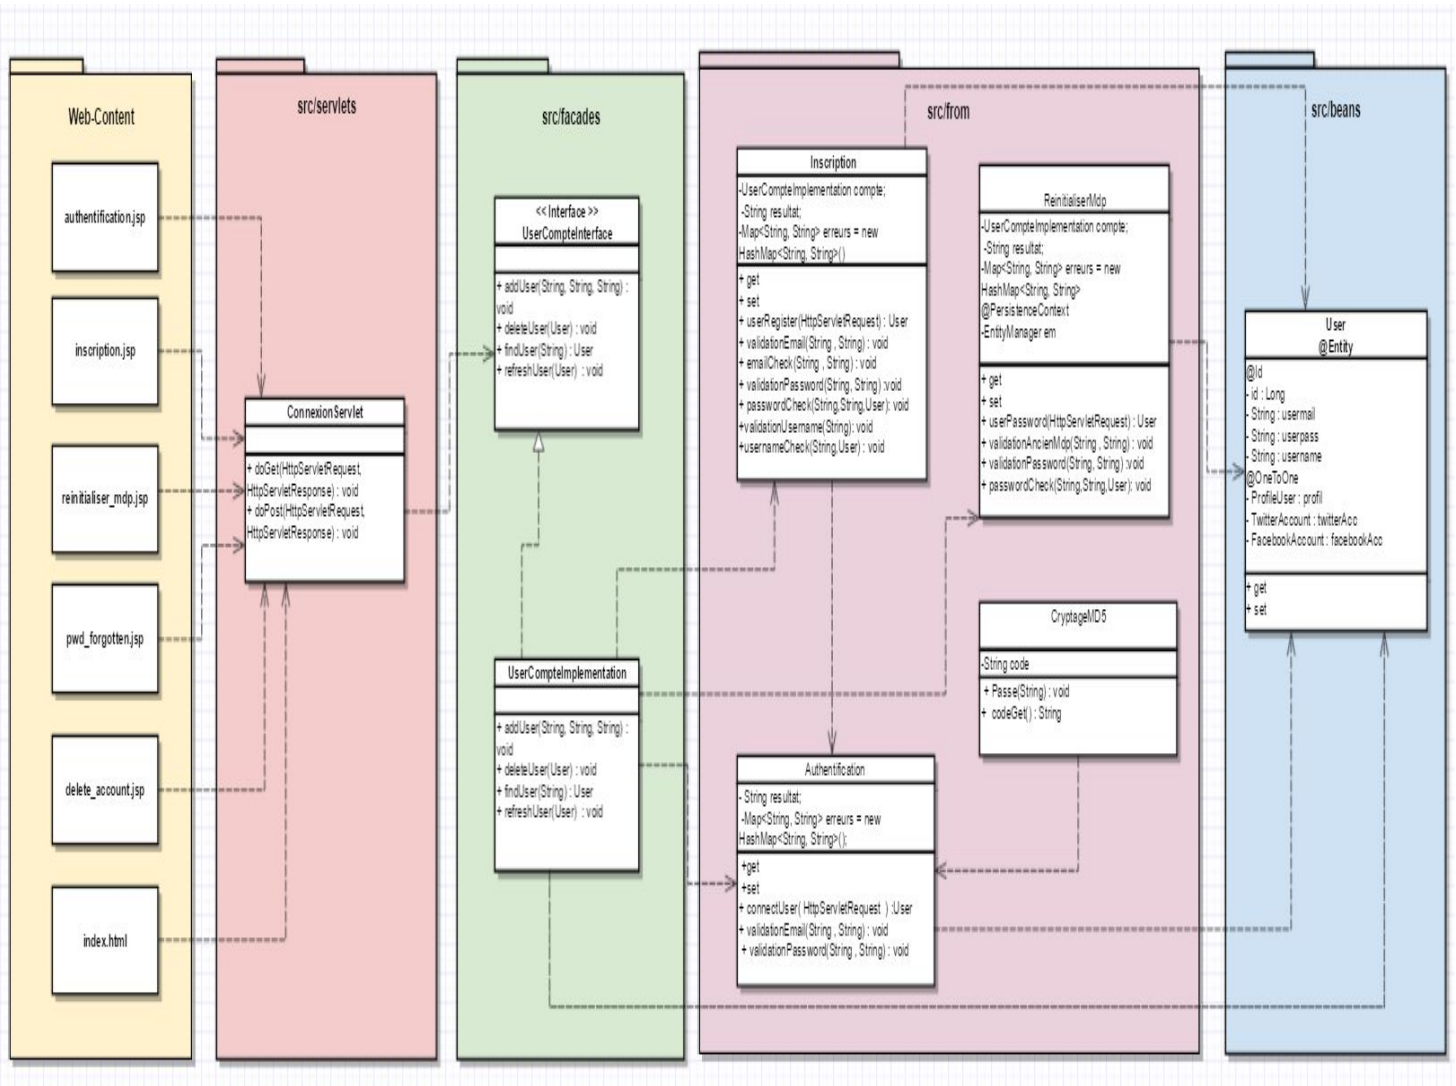 Web-Content
authentification.jsp
inscription.jsp
reinitialiser_mdp.jsp
pwd_forgotten.jsp
delete_account.jsp
index.html
src/servlets
ConnexionServlet
+ doGet(HttpServletRequest,
HttpServletResponse) : void
+ doPost(HttpServletRequest,
HttpServletResponse) : void
src/facades
<< Interface >>
UserCompteInterface
+ addUser(String, String, String) :
void
+ deleteUser(User) : void
+ findUser(String) : User
+ refreshUser(User) : void
UserCompteImplementation
+ addUser(String, String, String) :
void
+ deleteUser(User) : void
+ findUser(String) : User
+ refreshUser(User) : void
src/from
Inscription
-UserCompteImplementation compte;
-String resultat;
-Map<String, String> erreurs = new
HashMap<String, String>()
+ get
+ set
+ userRegister(HttpServletRequest) : User
+ validationEmail(String , String) : void
+ emailCheck(String , String) : void
+ validationPassword(String, String) :void
+ passwordCheck(String,String,User): void
+validationUsername(String): void
+usernameCheck(String,User) : void
ReinitialiserMdp
-UserCompteImplementation compte;
-String resultat;
-Map<String, String> erreurs = new
HashMap<String, String>
@PersistenceContext
-EntityManager em
+ get
+ set
+ userPassword(HttpServletRequest) : User
+ validationAncienMdp(String , String) : void
+ validationPassword(String, String) :void
+ passwordCheck(String,String,User): void
CryptageMD5
-String code
+ Passe(String) : void
+ codeGet() : String
Authentification
- String resultat;
-Map<String, String> erreurs = new
HashMap<String, String>();
+get
+set
+ connectUser( HttpServletRequest ) :User
+ validationEmail(String , String) : void
+ validationPassword(String , String) : void
src/beans
User
@Entity
@Id
- id : Long
- String : usermail
- String : userpass
- String : username
@OneToOne
- ProfileUser : profil
- TwitterAccount : twitterAcc
- FacebookAccount : facebookAcc
+ get
+ set